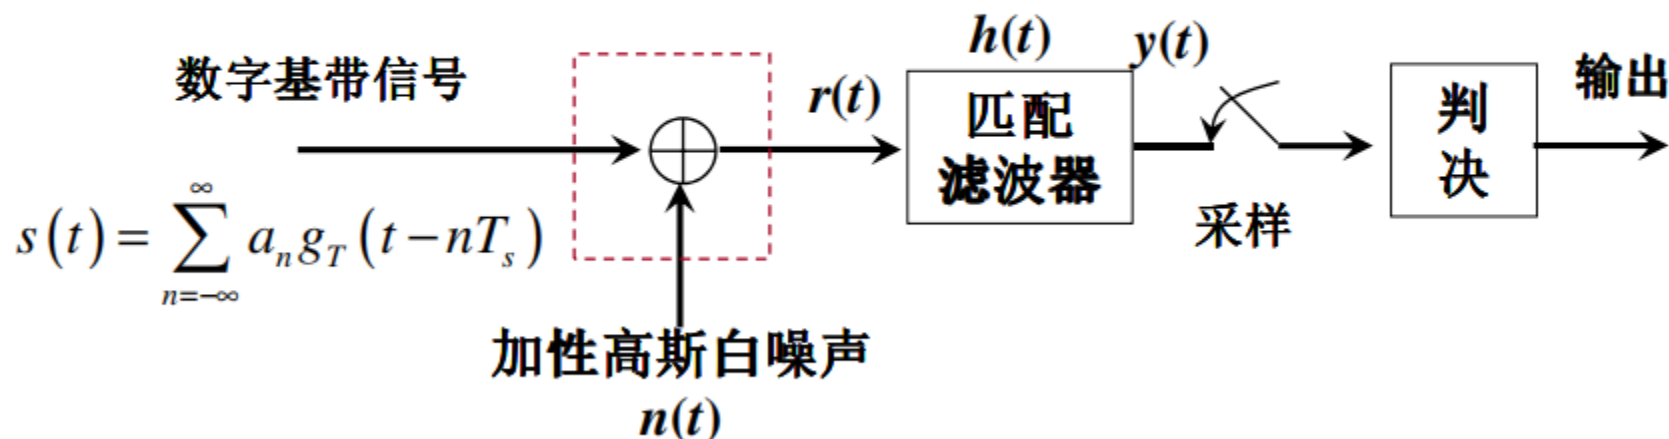 数字基带信号
s(t)=∑_{n=-∞}^{∞} a_n g_T(t-nT_s)
加性高斯白噪声
n(t)
r(t)
h(t)
匹配
滤波器
y(t)
采样
判
决
输出